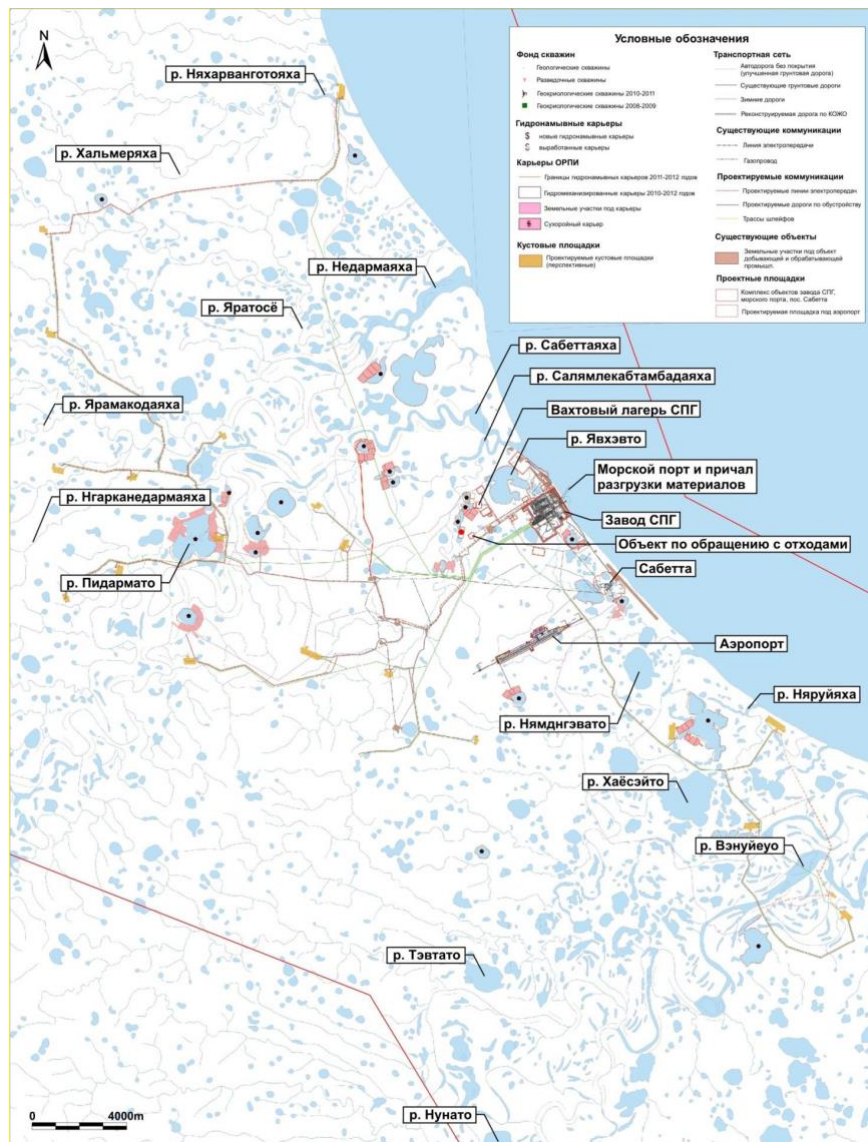 N
Условные обозначения
Фонд скважин
Геологические скважины
Разведочные скважины
Геокриологические скважины 2010-2011
Геокриологические скважины 2008-2009
Гидронамывные карьеры
новые гидронамывные карьеры
выработанные карьеры
Карьеры ОРПИ
Границы гидронамывных карьеров 2011-2012 годов
Гидромеханизированные карьеры 2010-2012 годов
Земельные участки под карьеры
Сухоройный карьер
Кустовые площадки
Проектируемые кустовые площадки
(перспективные)
Транспортная сеть
Автодорога без покрытия
(улучшенная грунтовая дорога)
Существующие грунтовые дороги
Зимние дороги
Реконструируемая дорога по КОЖО
Существующие коммуникации
Линия электропередачи
Газопровод
Проектируемые коммуникации
Проектируемые линии электропередач
Проектируемые дороги по обустройству
Трассы шлейфов
Существующие объекты
Земельные участки под объект
добывающей и обрабатывающей
промышл.
Проектные площадки
Комплекс объектов завода СПГ,
морского порта, пос. Сабетта
Проектируемая площадка под аэропорт
р. Няхарванготояха
р. Хальмеряха
р. Недармаяха
р. Яратосё
р. Сабеттаяха
р. Салямлекабтамбадаяха
р. Ярамакодаяха
Вахтовый лагерь СПГ
р. Явхэвто
Морской порт и причал
разгрузки материалов
р. Нгарканедармаяха
Завод СПГ
Объект по обращению с отходами
р. Пидармато
Сабетта
Аэропорт
р. Няруйяха
р. Нямднгэвато
р. Хаёсэйто
р. Вэнуйеуо
р. Тэвтато
р. Нунато
0 4000m